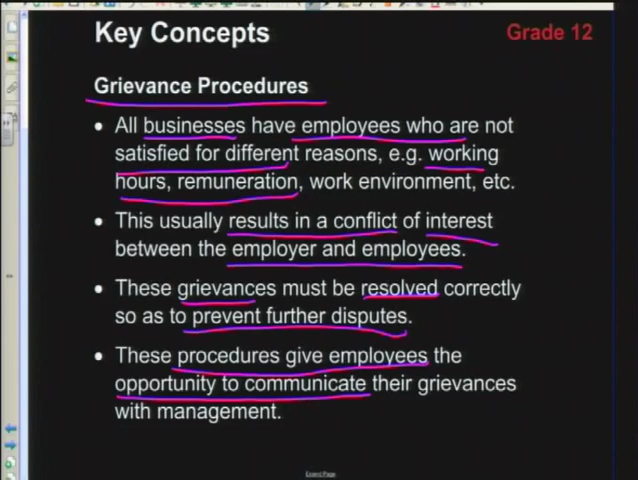 Key Concepts
Grade 12
Grievance Procedures
• All businesses have employees who are not
satisfied for different reasons, e.g. working
hours, remuneration, work environment, etc.
• This usually results in a conflict of interest
between the employer and employees.
• These grievances must be resolved correctly
so as to prevent further disputes.
• These procedures give employees the
opportunity to communicate their grievances
with management.
Extend Page